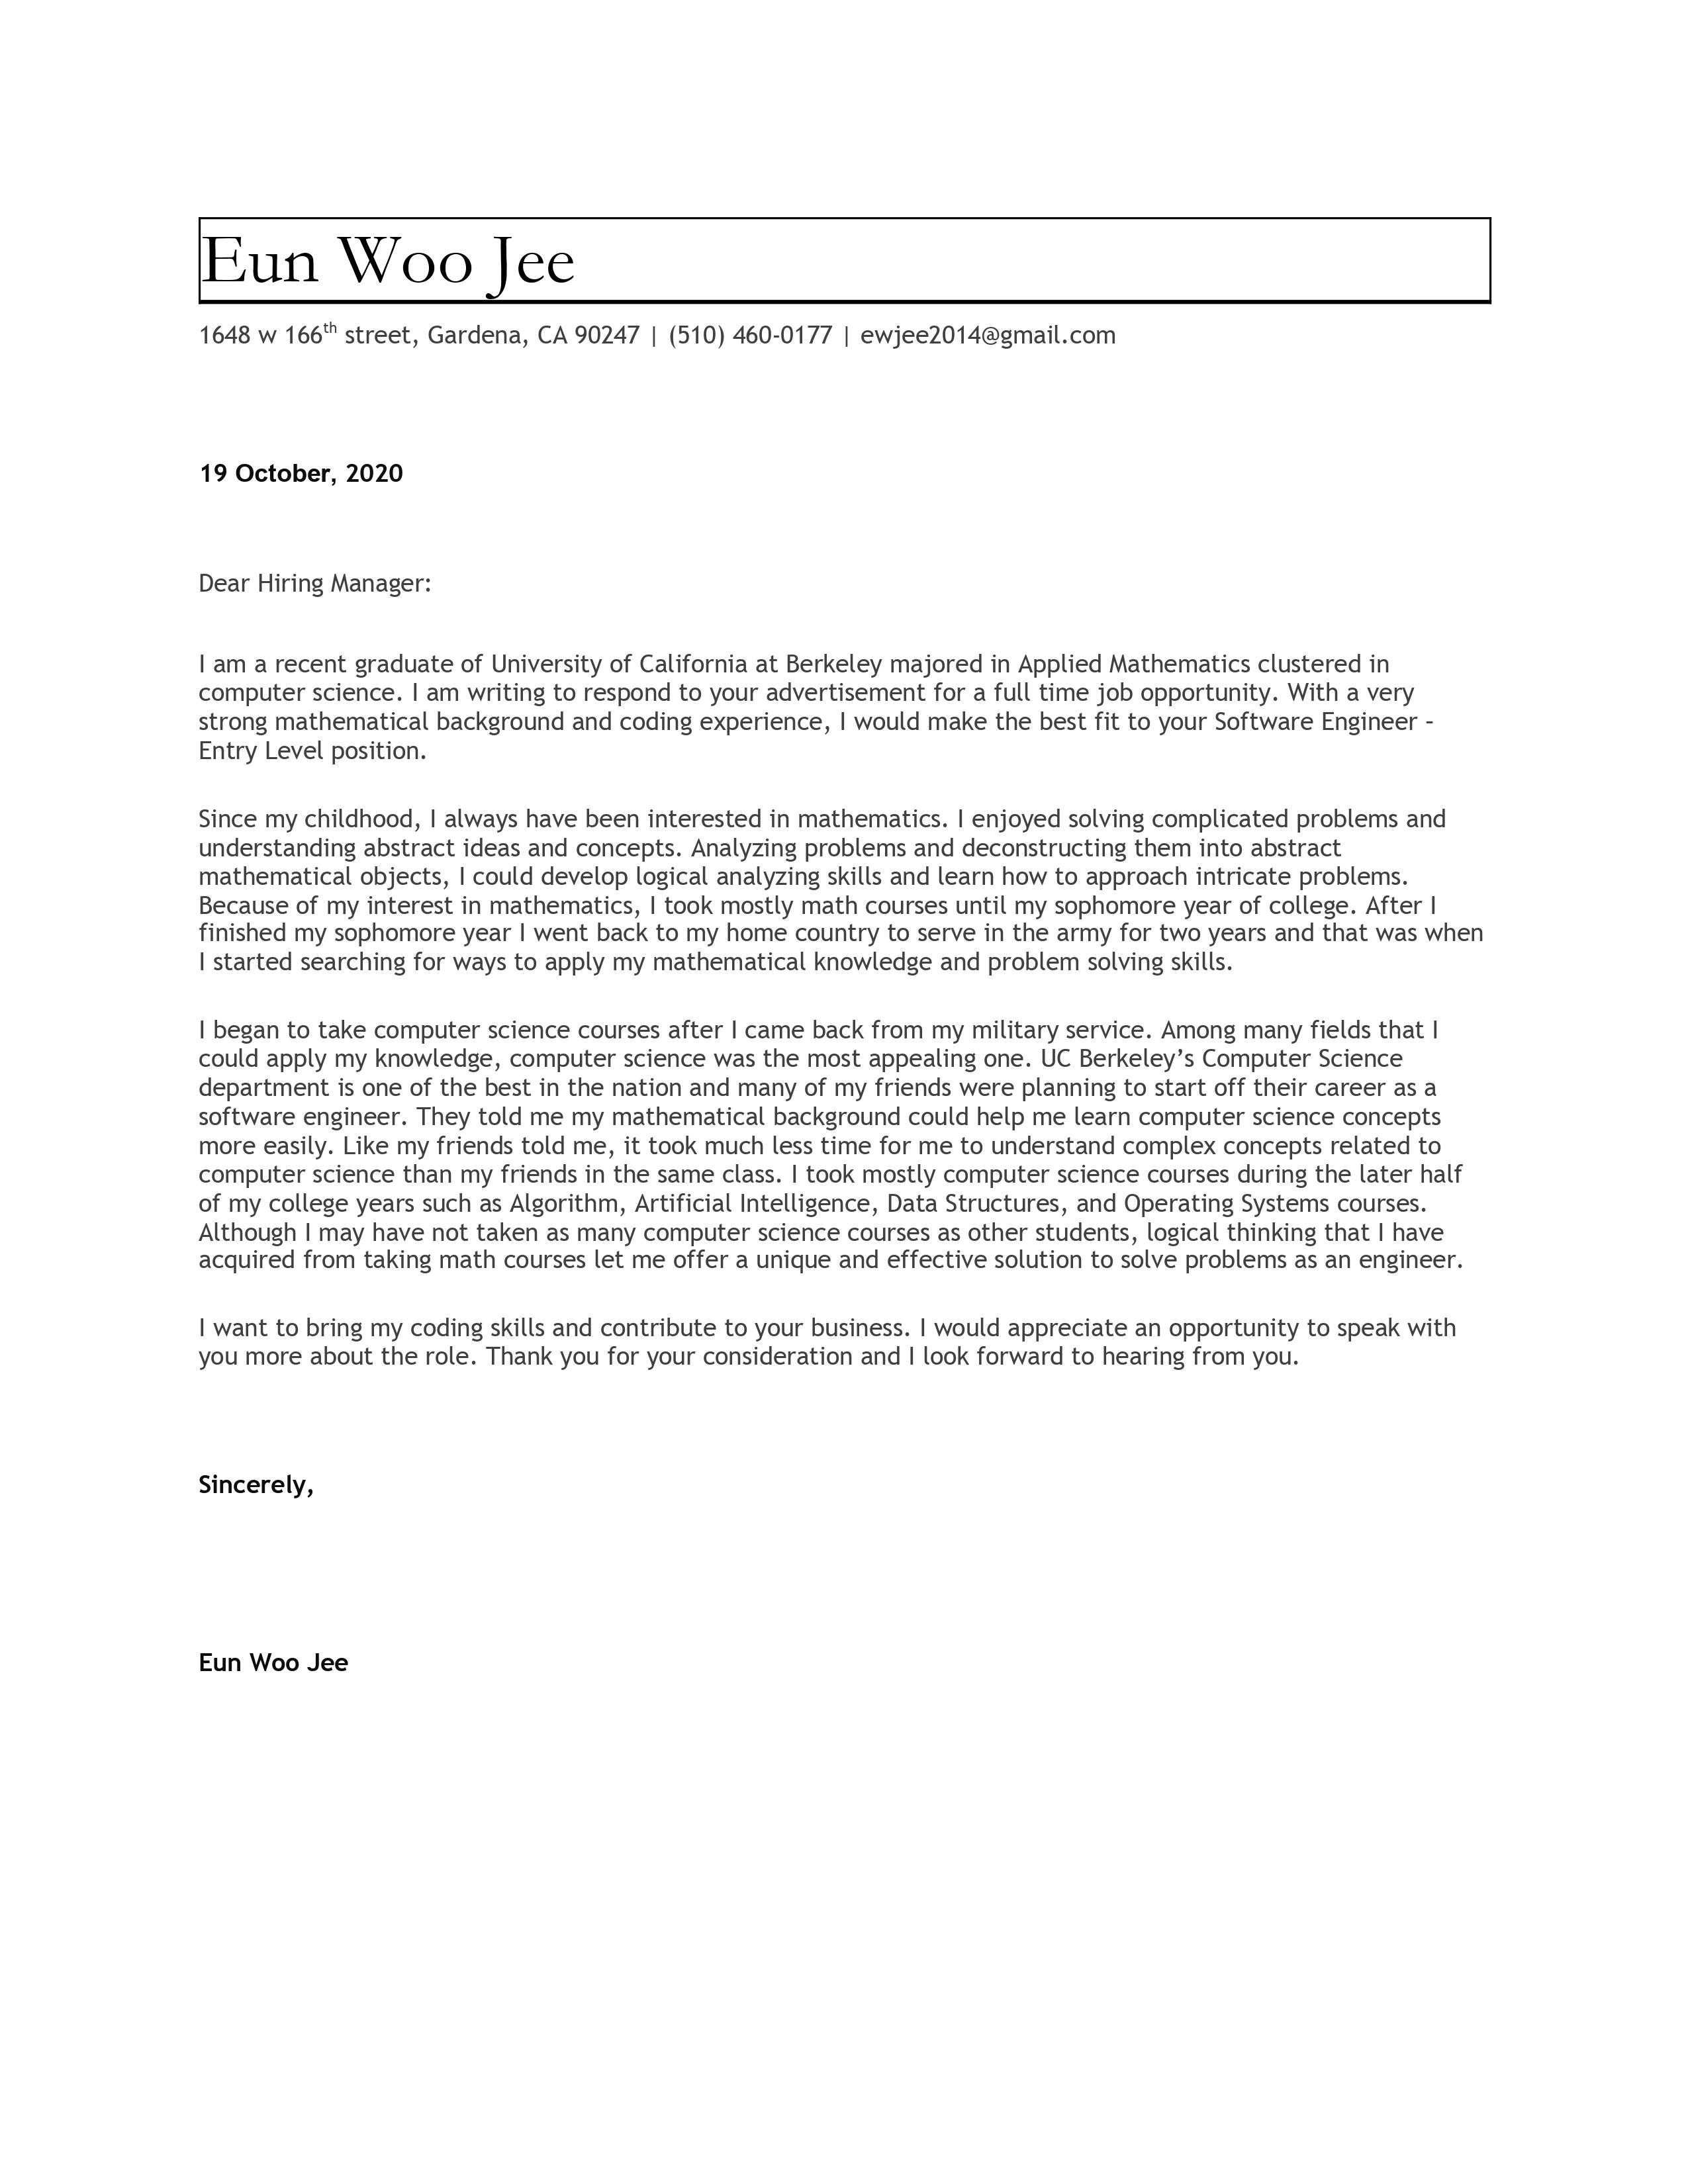 Eun Woo Jee
1648 w 166th street, Gardena, CA 90247 | (510) 460-0177 | ewjee2014@gmail.com
19 October, 2020
Dear Hiring Manager:
I am a recent graduate of University of California at Berkeley majored in Applied Mathematics clustered in
computer science. I am writing to respond to your advertisement for a full time job opportunity. With a very
strong mathematical background and coding experience, I would make the best fit to your Software Engineer –
Entry Level position.
Since my childhood, I always have been interested in mathematics. I enjoyed solving complicated problems and
understanding abstract ideas and concepts. Analyzing problems and deconstructing them into abstract
mathematical objects, I could develop logical analyzing skills and learn how to approach intricate problems.
Because of my interest in mathematics, I took mostly math courses until my sophomore year of college. After I
finished my sophomore year I went back to my home country to serve in the army for two years and that was when
I started searching for ways to apply my mathematical knowledge and problem solving skills.
I began to take computer science courses after I came back from my military service. Among many fields that I
could apply my knowledge, computer science was the most appealing one. UC Berkeley’s Computer Science
department is one of the best in the nation and many of my friends were planning to start off their career as a
software engineer. They told me my mathematical background could help me learn computer science concepts
more easily. Like my friends told me, it took much less time for me to understand complex concepts related to
computer science than my friends in the same class. I took mostly computer science courses during the later half
of my college years such as Algorithm, Artificial Intelligence, Data Structures, and Operating Systems courses.
Although I may have not taken as many computer science courses as other students, logical thinking that I have
acquired from taking math courses let me offer a unique and effective solution to solve problems as an engineer.
I want to bring my coding skills and contribute to your business. I would appreciate an opportunity to speak with
you more about the role. Thank you for your consideration and I look forward to hearing from you.
Sincerely,
Eun Woo Jee